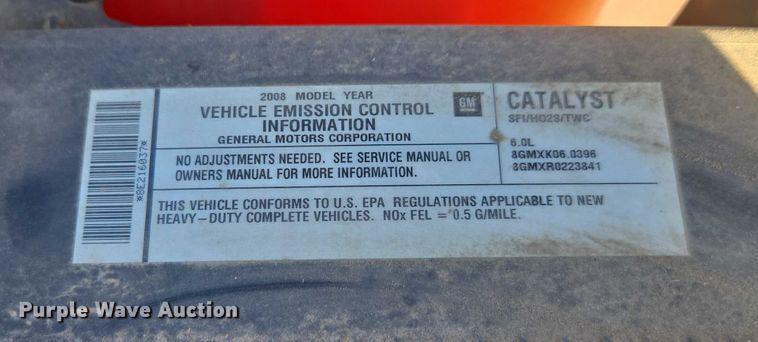 2008 MODEL YEAR
VEHICLE EMISSION CONTROL
INFORMATION
GENERAL MOTORS CORPORATION
GM
CATALYST
SFI/HO2S/TWC
NO ADJUSTMENTS NEEDED. SEE SERVICE MANUAL OR
OWNERS MANUAL FOR MORE INFORMATION.
6.0L
8GMXK06.0396
8GMXR0223841
THIS VEHICLE CONFORMS TO U.S. EPA REGULATIONS APPLICABLE TO NEW
HEAVY-DUTY COMPLETE VEHICLES. NOx FEL = 0.5 G/MILE.
*8E216037*
Purple Wave Auction